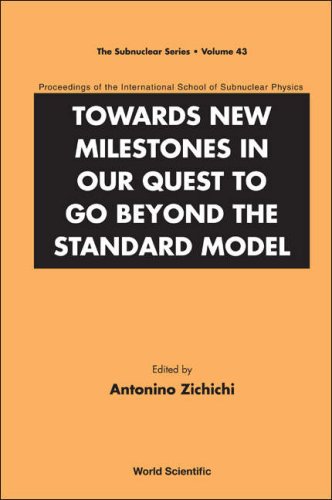 The Subnuclear Series • Volume 43
Proceedings of the International School of Subnuclear Physics
TOWARDS NEW
MILESTONES IN
OUR QUEST TO
GO BEYOND THE
STANDARD MODEL
Edited by
Antonino Zichichi
World Scientific